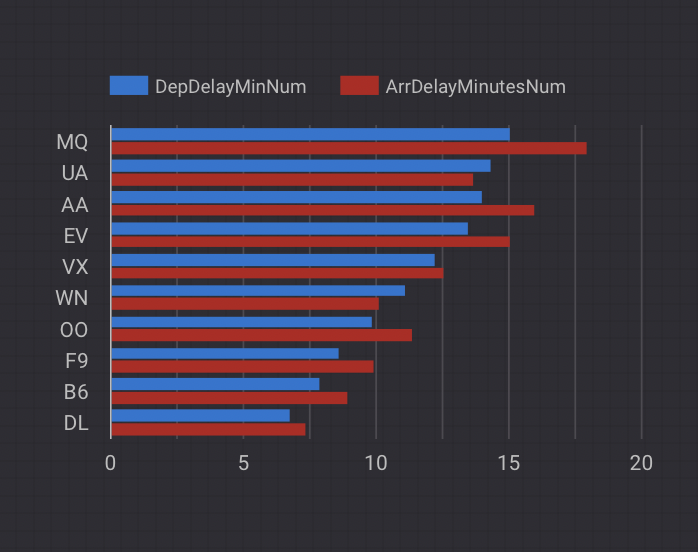 DepDelayMinNum ArrDelayMinutesNum
MQ
UA
AA
EV
VX
WN
OO
F9
B6
DL
0 5 10 15 20